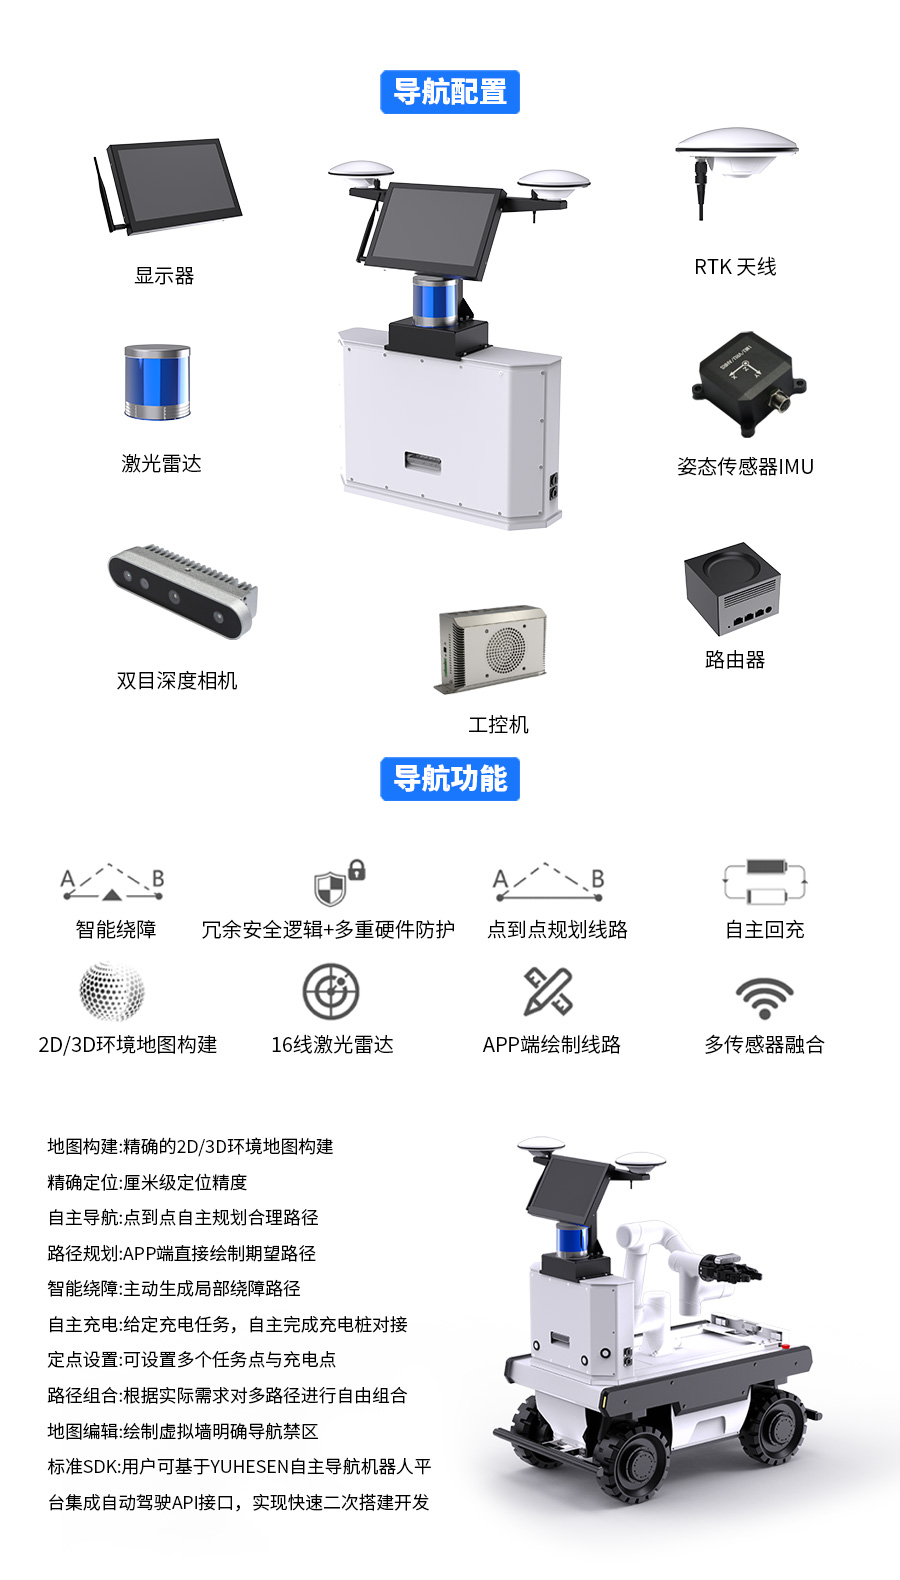 导航配置
显示器
RTK 天线
激光雷达
姿态传感器IMU
双目深度相机
工控机
路由器
导航功能
A B
智能绕障
冗余安全逻辑+多重硬件防护
A B
点到点规划线路
自主回充
2D/3D环境地图构建
16线激光雷达
APP端绘制线路
多传感器融合
地图构建:精确的2D/3D环境地图构建
精确定位:厘米级定位精度
自主导航:点到点自主规划合理路径
路径规划:APP端直接绘制期望路径
智能绕障:主动生成局部绕障路径
自主充电:给定充电任务，自主完成充电桩对接
定点设置:可设置多个任务点与充电点
路径组合:根据实际需求对多路径进行自由组合
地图编辑:绘制虚拟墙明确导航禁区
标准SDK:用户可基于YUHESEN自主导航机器人平
台集成自动驾驶API接口，实现快速二次搭建开发